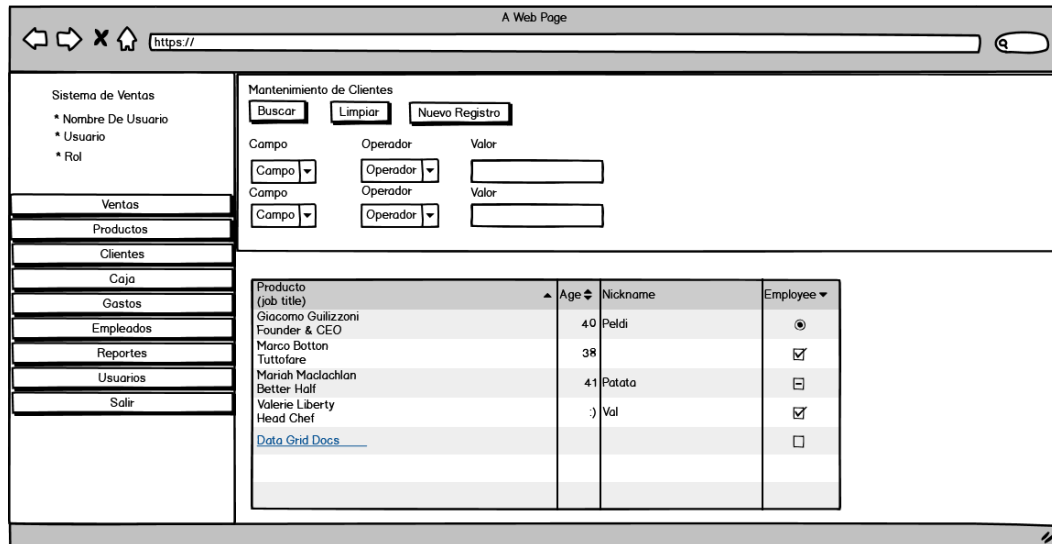 A Web Page
https://
Sistema de Ventas
* Nombre De Usuario
* Usuario
* Rol
Ventas
Productos
Clientes
Caja
Gastos
Empleados
Reportes
Usuarios
Salir
Mantenimiento de Clientes
Buscar Limpiar Nuevo Registro
Campo Operador Valor
Campo Operador
Campo Operador Valor
Campo Operador
Producto
(job title) Age Nickname Employee
Giacomo Guilizzoni
Founder & CEO 40 Peldi
Marco Botton
Tuttofare 38
Mariah Maclachlan
Better Half 41 Patata
Valerie Liberty
Head Chef :) Val
Data Grid Docs